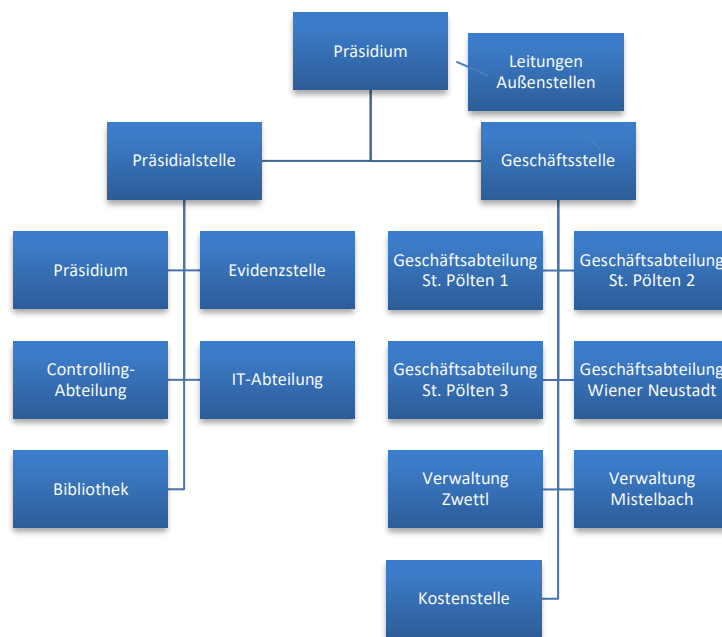 Präsidium
Leitungen
Außenstellen
Präsidialstelle
Geschäftsstelle
Präsidium
Evidenzstelle
Geschäftsabteilung
St. Pölten 1
Geschäftsabteilung
St. Pölten 2
Controlling-
Abteilung
IT-Abteilung
Geschäftsabteilung
St. Pölten 3
Geschäftsabteilung
Wiener Neustadt
Bibliothek
Verwaltung
Zwettl
Verwaltung
Mistelbach
Kostenstelle